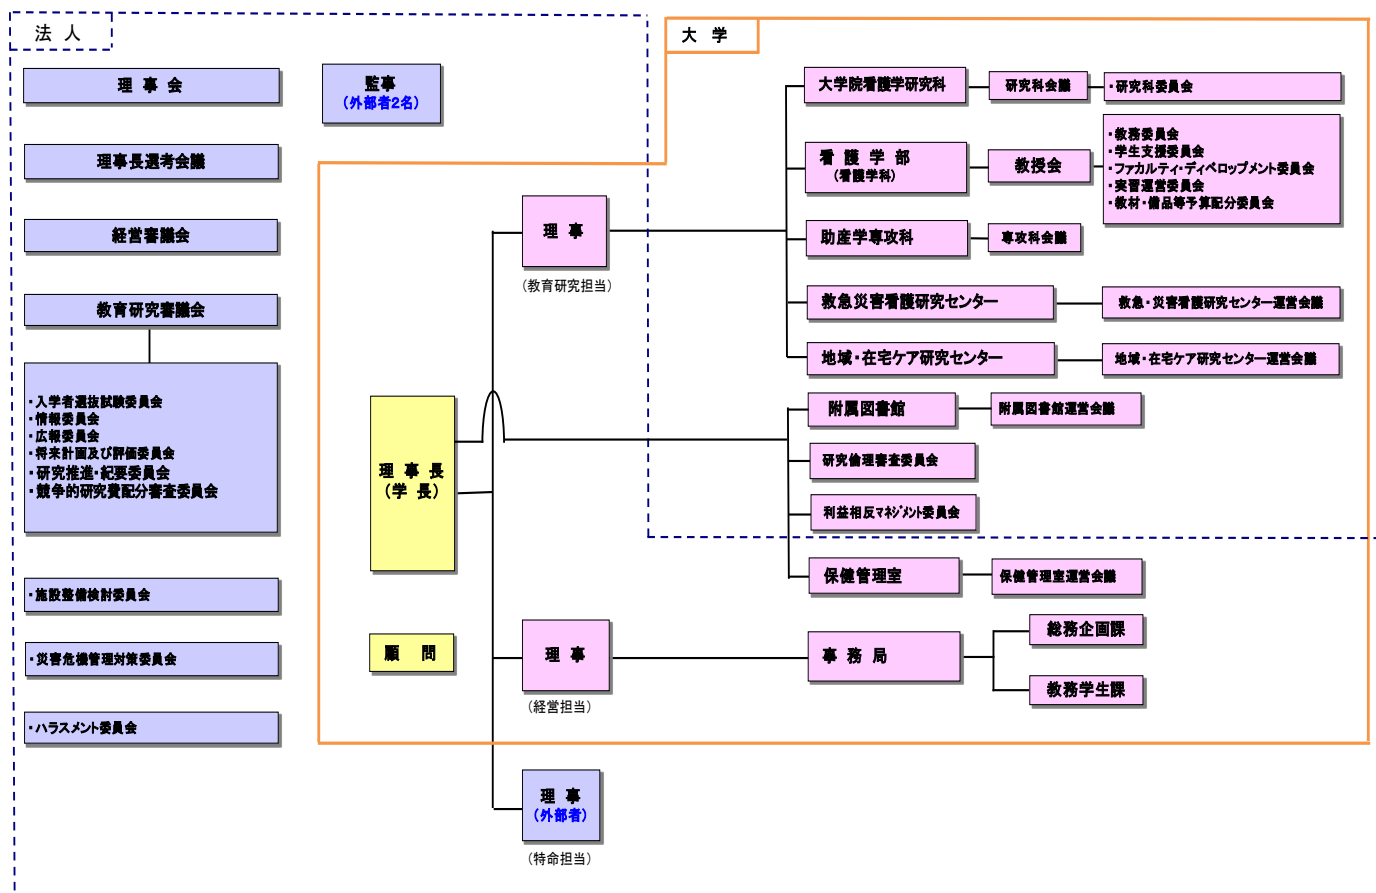 法 人
理 事 会
理事長選考会議
経営審議会
教育研究審議会
・入学者選抜試験委員会
・情報委員会
・広報委員会
・将来計画及び評価委員会
・研究推進・紀要委員会
・競争的研究費配分審査委員会
・施設整備検討委員会
・災害危機管理対策委員会
・ハラスメント委員会
監事
(外部者2名)
大 学
理 事 長
(学 長)
顧 問
理 事
(教育研究担当)
理 事
(経営担当)
理 事
(外部者)
(特命担当)
大学院看護学研究科
研究科会議
・研究科委員会
看 護 学 部
(看護学科)
教授会
・教務委員会
・学生支援委員会
・ファカルティ・ディベロップメント委員会
・実習運営委員会
・教材・備品等予算配分委員会
助産学専攻科
専攻科会議
救急災害看護研究センター
救急・災害看護研究センター運営会議
地域・在宅ケア研究センター
地域・在宅ケア研究センター運営会議
附属図書館
附属図書館運営会議
研究倫理審査委員会
利益相反マネジメント委員会
保健管理室
保健管理室運営会議
事 務 局
総務企画課
教務学生課